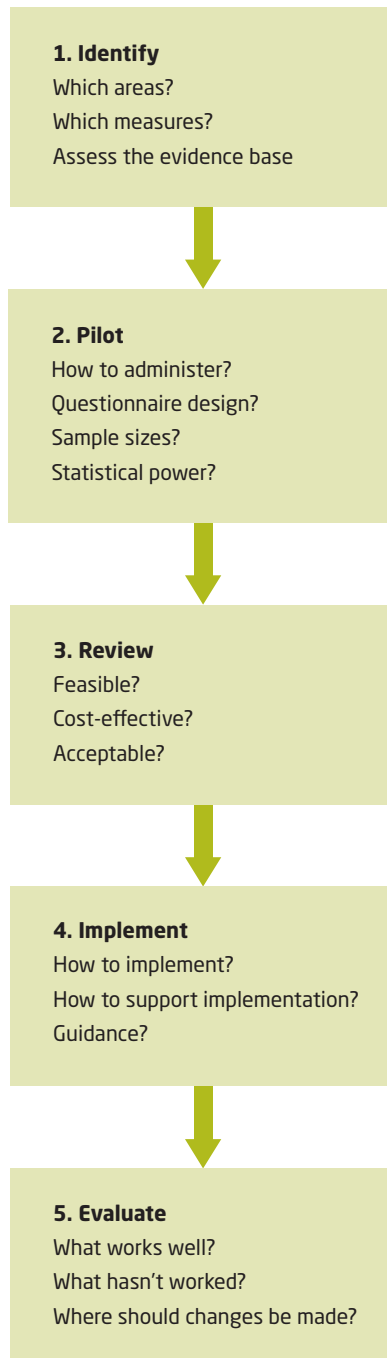 1. Identify
Which areas?
Which measures?
Assess the evidence base
2. Pilot
How to administer?
Questionnaire design?
Sample sizes?
Statistical power?
3. Review
Feasible?
Cost-effective?
Acceptable?
4. Implement
How to implement?
How to support implementation?
Guidance?
5. Evaluate
What works well?
What hasn't worked?
Where should changes be made?